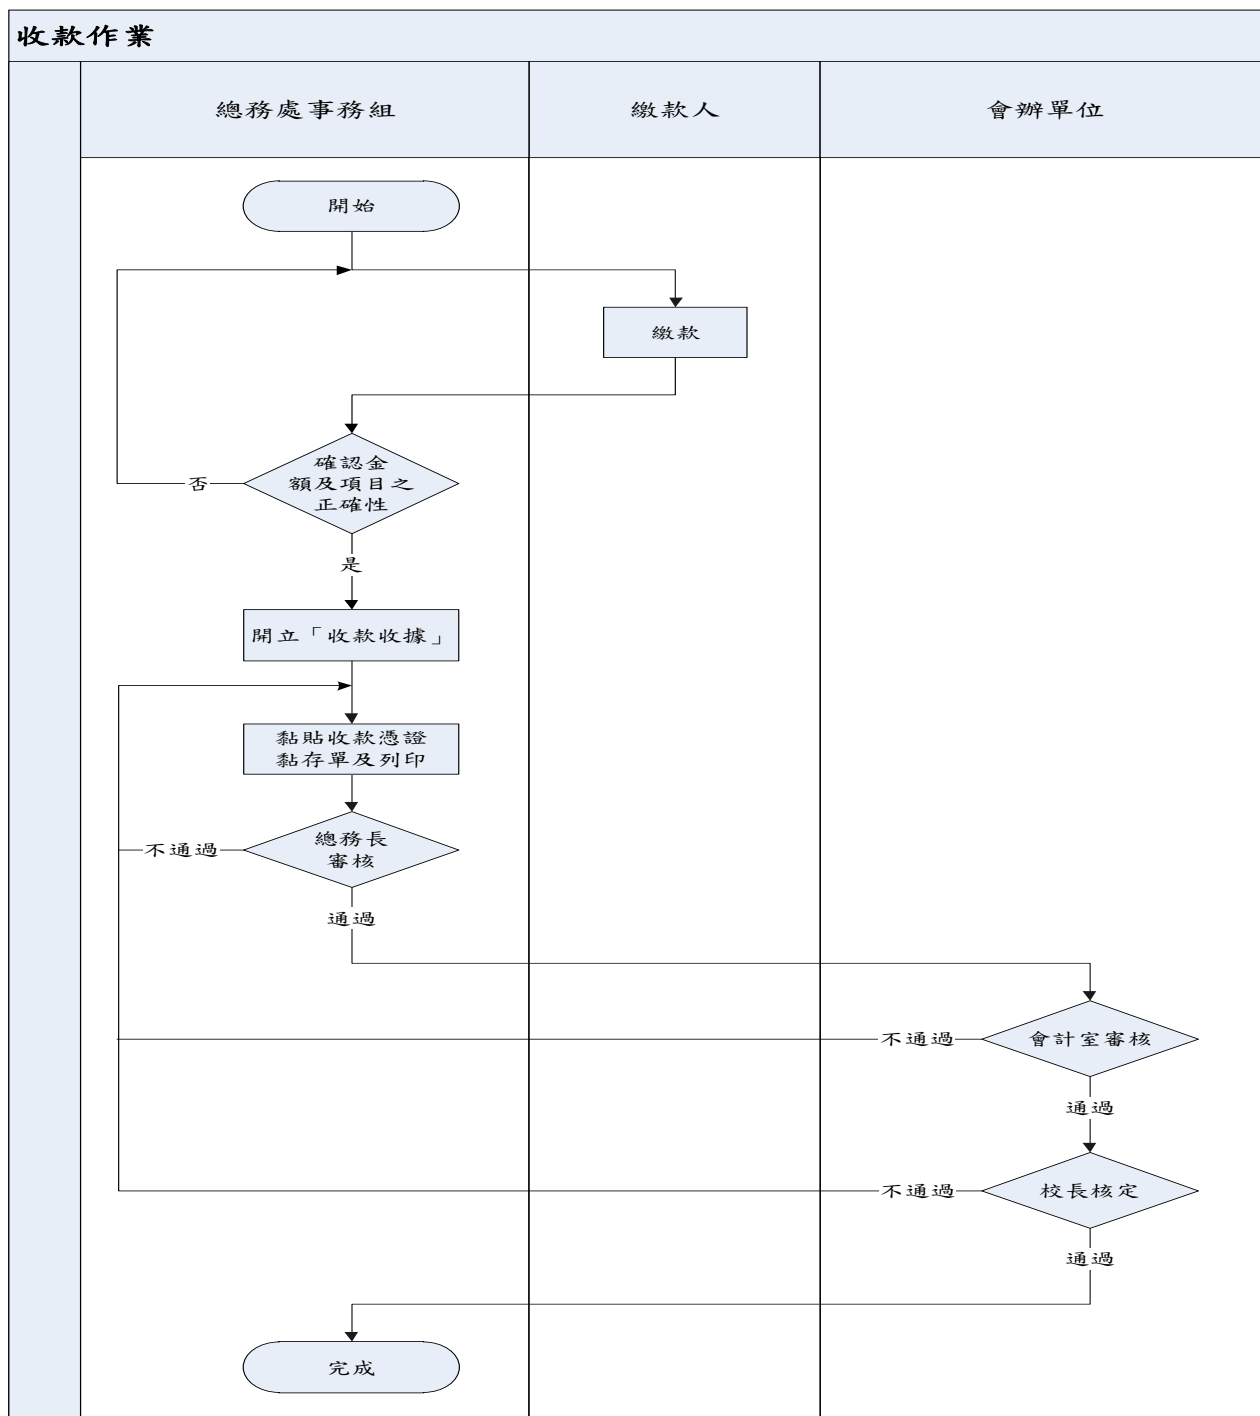 收款作業
總務處事務組
繳款人
會辦單位
開始
繳款
確認金
額及項目之
正確性
否
是
開立「收款收據」
黏貼收款憑證
黏存單及列印
總務長
審核
不通過
通過
會計室審核
不通過
通過
校長核定
不通過
通過
完成